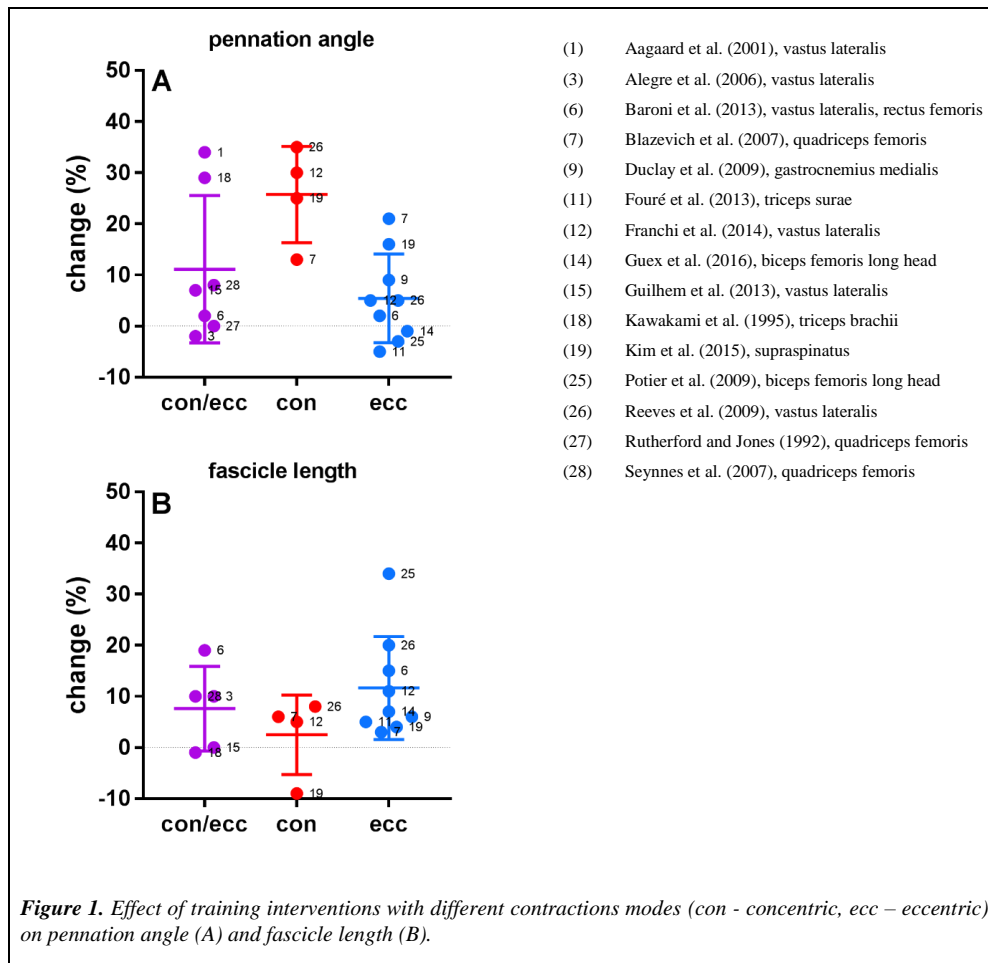 pennation angle
A
change (%)
50
40
30
20
10
0
-10
1
18
28
15
6
27
3
26
12
19
7
7
19
9
12
26
6
14
25
11
con/ecc con ecc
fascicle length
B
change (%)
50
40
30
20
10
0
-10
6
28
3
15
18
26
7
12
19
25
26
6
12
14
9
11
19
7
con/ecc con ecc
(1) Aagaard et al. (2001), vastus lateralis
(3) Alegre et al. (2006), vastus lateralis
(6) Baroni et al. (2013), vastus lateralis, rectus femoris
(7) Blazevich et al. (2007), quadriceps femoris
(9) Duclay et al. (2009), gastrocnemius medialis
(11) Fouré et al. (2013), triceps surae
(12) Franchi et al. (2014), vastus lateralis
(14) Guex et al. (2016), biceps femoris long head
(15) Guilhem et al. (2013), vastus lateralis
(18) Kawakami et al. (1995), triceps brachii
(19) Kim et al. (2015), supraspinatus
(25) Potier et al. (2009), biceps femoris long head
(26) Reeves et al. (2009), vastus lateralis
(27) Rutherford and Jones (1992), quadriceps femoris
(28) Seynnes et al. (2007), quadriceps femoris
Figure 1. Effect of training interventions with different contractions modes (con - concentric, ecc – eccentric)
on pennation angle (A) and fascicle length (B).